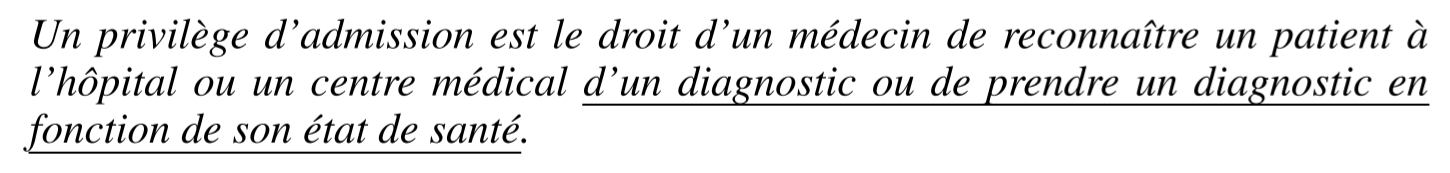 Un privilège d’admission est le droit d’un médecin de reconnaître un patient à
l’hôpital ou un centre médical d’un diagnostic ou de prendre un diagnostic en
fonction de son état de santé.